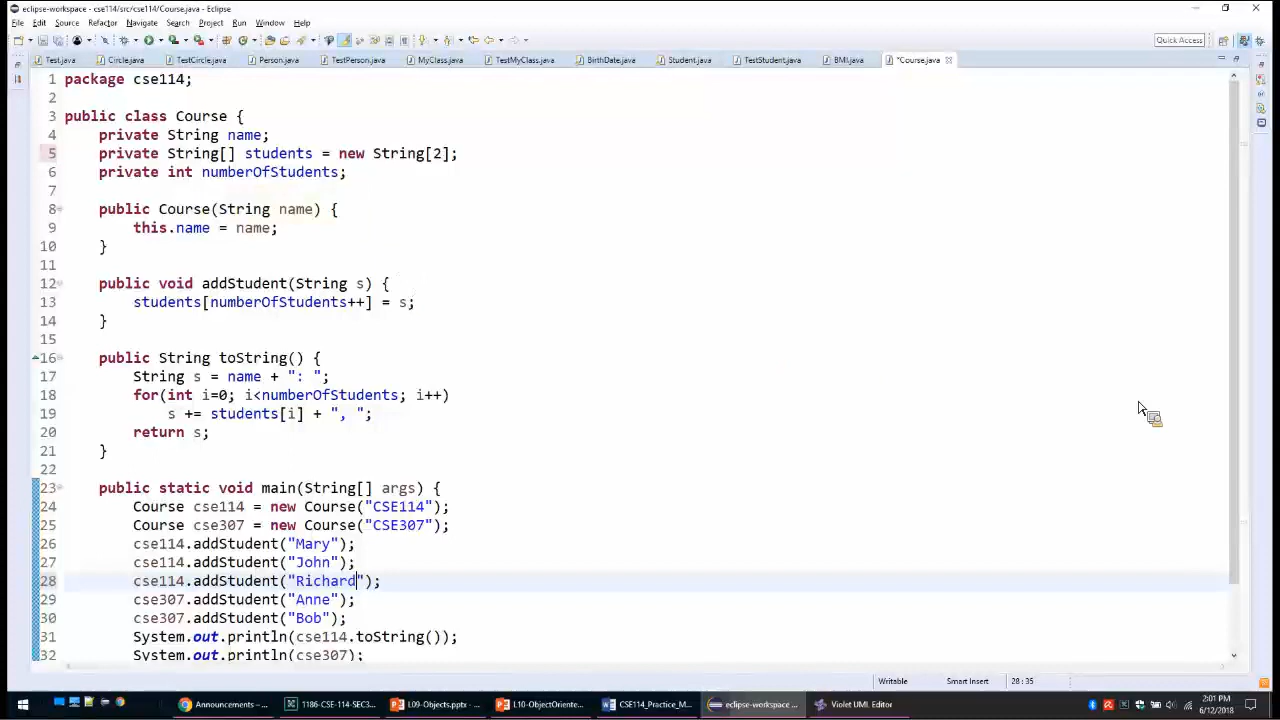 eclipse-workspace - cse114/src/cse114/Course.java - Eclipse
File Edit Source Refactor Navigate Search Project Run Window Help
Quick Access
Test.java Circle.java TestCircle.java Person.java TestPerson.java MyClass.java TestMyClass.java BirthDate.java Student.java TestStudent.java BMI.java *Course.java
1 package cse114;
2
3 public class Course {
4 private String name;
5 private String[] students = new String[2];
6 private int numberOfStudents;
7
8 public Course(String name) {
9 this.name = name;
10 }
11
12 public void addStudent(String s) {
13 students[numberOfStudents++] = s;
14 }
15
16 public String toString() {
17 String s = name + ": ";
18 for(int i=0; i<numberOfStudents; i++)
19 s += students[i] + ", ";
20 return s;
21 }
22
23 public static void main(String[] args) {
24 Course cse114 = new Course("CSE114");
25 Course cse307 = new Course("CSE307");
26 cse114.addStudent("Mary");
27 cse114.addStudent("John");
28 cse114.addStudent("Richard");
29 cse307.addStudent("Anne");
30 cse307.addStudent("Bob");
31 System.out.println(cse114.toString());
32 System.out.println(cse307);
Writable Smart Insert 28 : 35
Announcements – ... 1186-CSE-114-SEC3... L09-Objects.pptx - ... L10-ObjectOriente... CSE114_Practice_M... eclipse-workspace ... Violet UML Editor
2:01 PM
6/12/2018